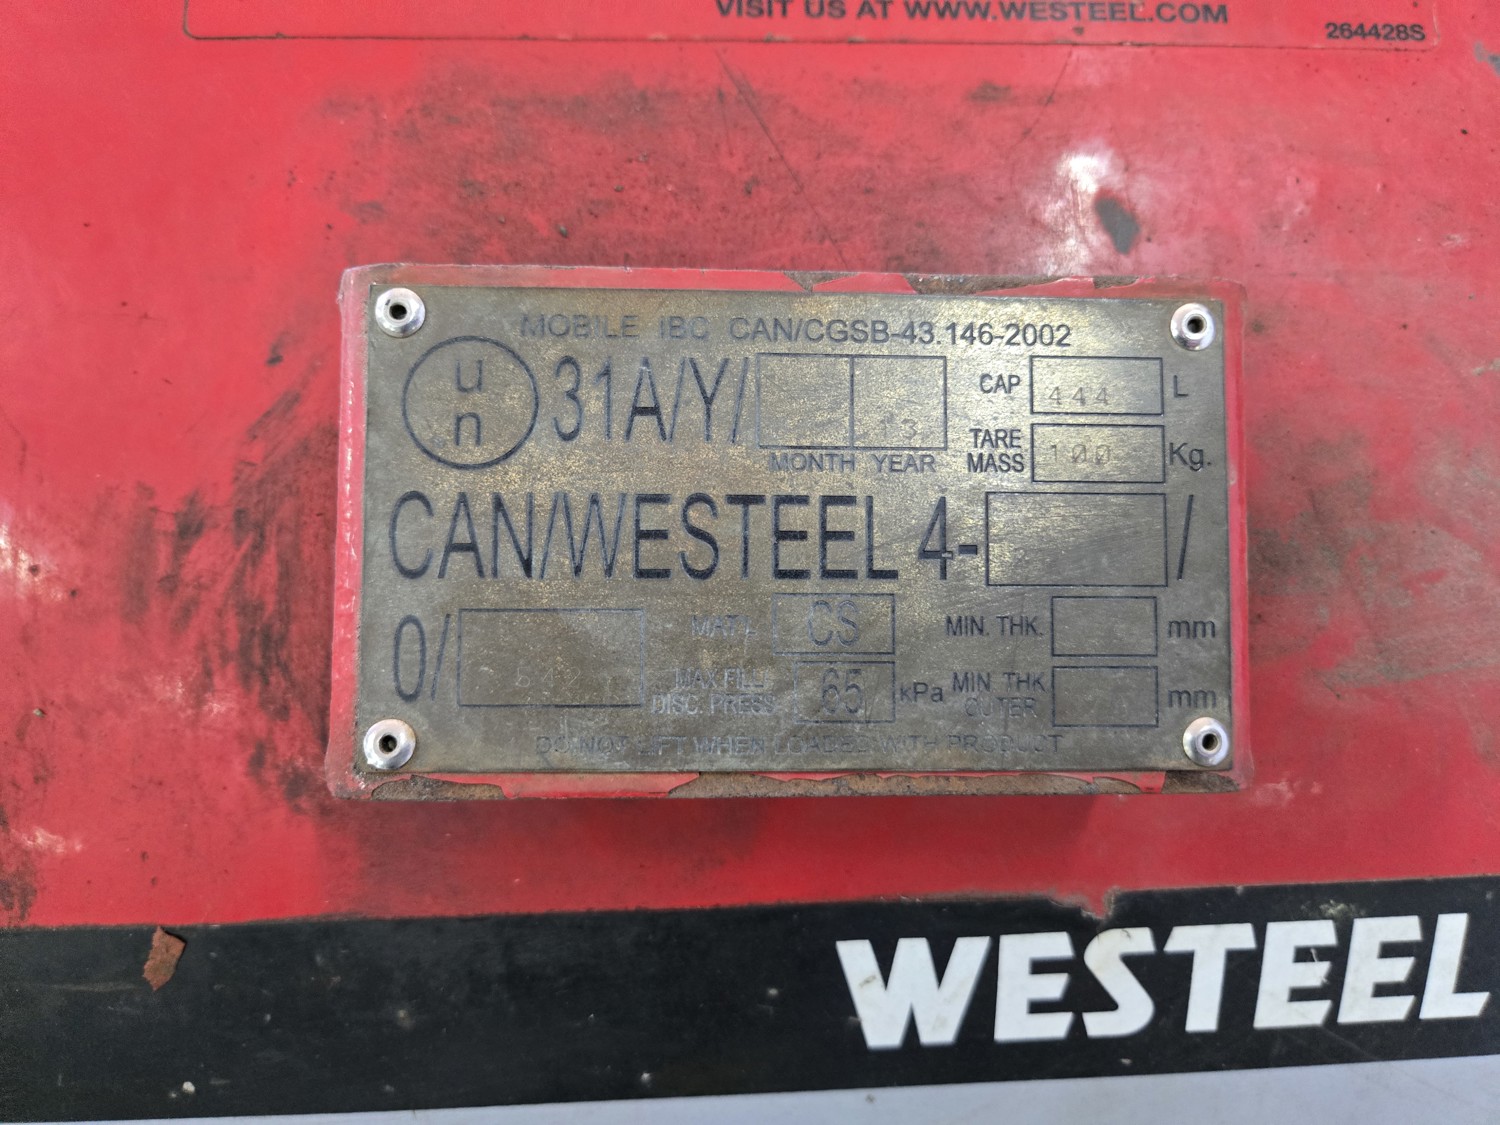 VISIT US AT WWW.WESTEEL.COM
264428S
MOBILE IBC CAN/CGSB-43.146-2002
u n 31A/Y/ 13 CAP 444 L
MONTH YEAR TARE MASS 100 Kg.
CAN/WESTEEL 4- /
0/ MAT'L CS MIN. THK. mm
MAX.FILL/ DISC. PRESS 65 kPa MIN. THK OUTER mm
DO NOT LIFT WHEN LOADED WITH PRODUCT
WESTEEL